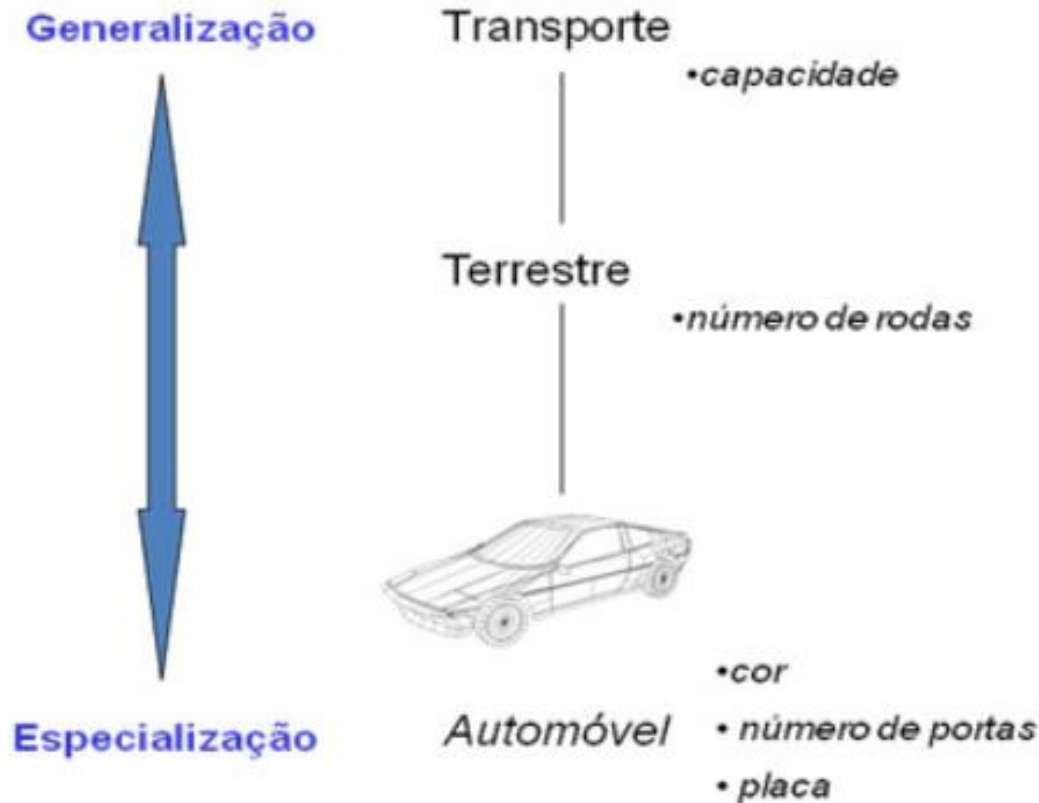 Generalização
Transporte
•capacidade
Terrestre
•número de rodas
•cor
Especialização
Automóvel
• número de portas
• placa